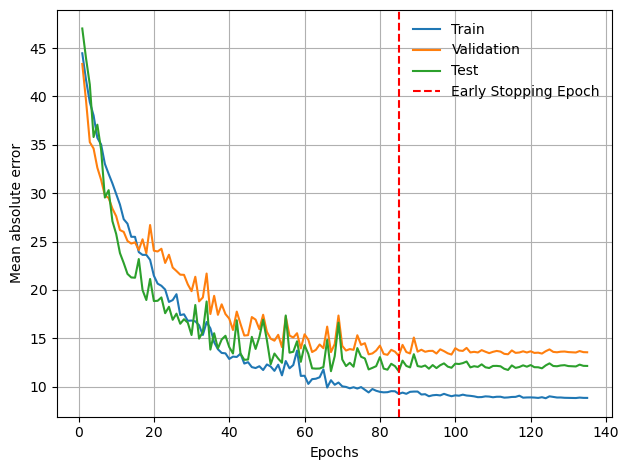 Train
Validation
Test
Early Stopping Epoch
45
40
35
30
25
20
15
10
Mean absolute error
0 20 40 60 80 100 120 140
Epochs